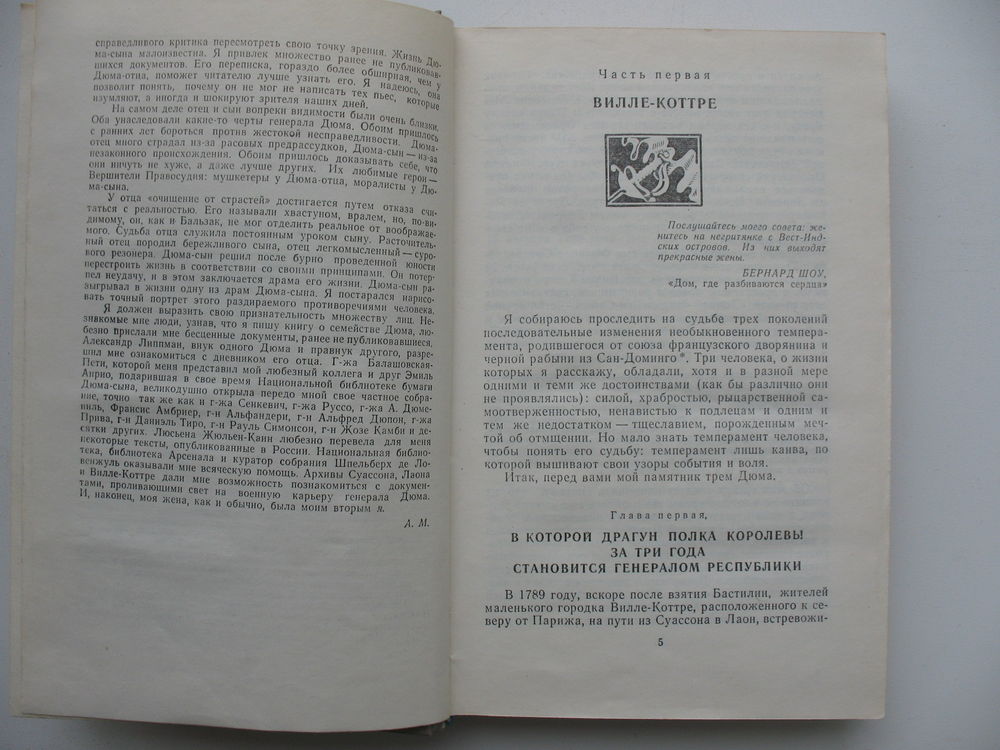 справедливого критика пересмотреть свою точку зрения. Жизнь Дю-
ма-сына малоизвестна. Я привлек множество ранее не публиковав-
шихся документов. Его переписка, гораздо более обширная, чем у
Дюма-отца, поможет читателю лучше узнать его. Я надеюсь, она
позволит понять, почему он не мог не написать тех пьес, которые
изумляют, а иногда и шокируют зрителя наших дней.
На самом деле отец и сын вопреки видимости были очень близки.
Оба унаследовали какие-то черты генерала Дюма. Обоим пришлось
с ранних лет бороться против жестокой несправедливости. Дюма-
отец много страдал из-за расовых предрассудков, Дюма-сын — из-за
незаконного происхождения. Обоим пришлось доказывать себе, что
они ничуть не хуже, а даже лучше других. Их любимые герои —
Вершители Правосудия: мушкетеры у Дюма-отца, моралисты у Дю-
ма-сына.
У отца «очищение от страстей» достигается путем отказа счи-
таться с реальностью. Его называли хвастуном, вралем, но, по-ви-
димому, он, как и Бальзак, не мог отделить реальное от воображае-
мого. Судьба отца служила постоянным уроком сыну. Расточитель-
ный отец породил бережливого сына, отец легкомысленный — суро-
вого резонера. Дюма-сын решил после бурно проведенной юности
перестроить жизнь в соответствии со своими принципами. Он потер-
пел неудачу, и в этом заключается драма его жизни. Дюма-сын ра-
зыгрывал в жизни одну из драм Дюма-отца. Я постарался нарисо-
вать точный портрет этого раздираемого противоречиями человека.
Я должен выразить свою признательность множеству лиц. Не-
знакомые мне люди, узнав, что я пишу книгу о семействе Дюма, лю-
безно прислали мне бесценные документы, ранее не публиковавшиеся.
Александр Липпман, внук одного Дюма и правнук другого, разре-
шил мне ознакомиться с дневником его отца. Г-жа Балашовская-
Пети, которой меня представил мой любезный коллега и друг Эмиль
Анрио, подарившая в свое время Национальной библиотеке бумаги
Дюма-сына, великодушно открыла передо мной свое частное собра-
ние, точно так же как и г-жа Сенкевич, г-жа Руссо, г-жа А. Дюме-
ниль, Франсис Амбриер, г-н Альфандери, г-н Альфред Дюпон, г-жа
Прива, г-н Даниэль Тиро, г-н Рауль Симонсон, г-н Жозе Камби и де-
сятки других. Люсьена Жюльен-Каин любезно перевела для меня
некоторые тексты, опубликованные в России. Национальная библио-
тека, библиотека Арсенала и куратор собрания Шпельберх де Ло-
венжуль оказывали мне всяческую помощь. Архивы Суассона, Лаона
и Вилле-Коттре дали мне возможность познакомиться с докумен-
тами, проливающими свет на военную карьеру генерала Дюма.
И, наконец, моя жена, как и обычно, была моим вторым я.
А. М.
Часть первая
ВИЛЛЕ-КОТТРЕ
Послушайтесь моего совета: же-
нитесь на негритянке с Вест-Инд-
ских островов. Из них выходят
прекрасные жены.
БЕРНАРД ШОУ,
«Дом, где разбиваются сердца»
Я собираюсь проследить на судьбе трех поколений
последовательные изменения необыкновенного темпера-
мента, родившегося от союза французского дворянина и
черной рабыни из Сан-Доминго*. Три человека, о жизни
которых я расскажу, обладали, хотя и в разной мере
одними и теми же достоинствами (как бы различно они
не проявлялись): силой, храбростью, рыцарственной са-
моотверженностью, ненавистью к подлецам и одним и
тем же недостатком — тщеславием, порожденным меч-
той об отмщении. Но мало знать темперамент человека,
чтобы понять его судьбу: темперамент лишь канва, по
которой вышивают свои узоры события и воля.
Итак, перед вами мой памятник трем Дюма.
Глава первая,
В КОТОРОЙ ДРАГУН ПОЛКА КОРОЛЕВЫ
ЗА ТРИ ГОДА
СТАНОВИТСЯ ГЕНЕРАЛОМ РЕСПУБЛИКИ
В 1789 году, вскоре после взятия Бастилии, жителей
маленького городка Вилле-Коттре, расположенного к се-
веру от Парижа, на пути из Суассона в Лаон, встревожи-
5